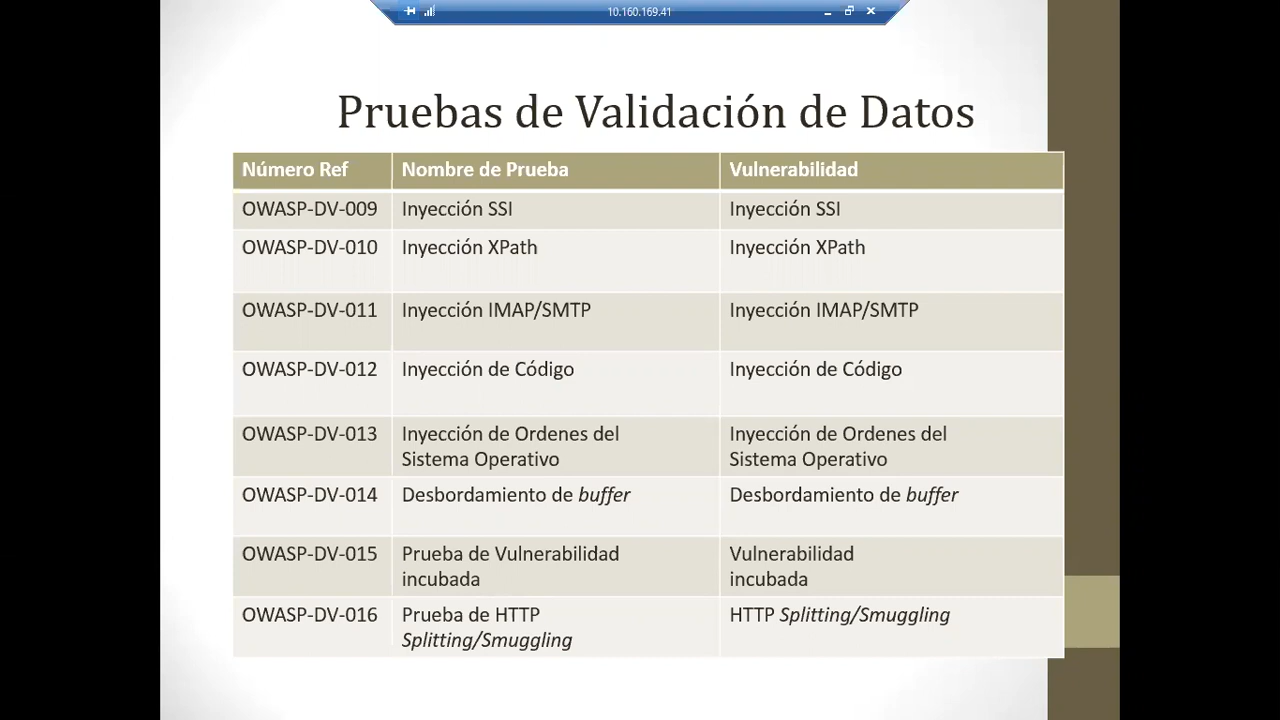 10.160.169.41
Pruebas de Validación de Datos
Número Ref Nombre de Prueba Vulnerabilidad
OWASP-DV-009 Inyección SSI Inyección SSI
OWASP-DV-010 Inyección XPath Inyección XPath
OWASP-DV-011 Inyección IMAP/SMTP Inyección IMAP/SMTP
OWASP-DV-012 Inyección de Código Inyección de Código
OWASP-DV-013 Inyección de Ordenes del Inyección de Ordenes del
Sistema Operativo Sistema Operativo
OWASP-DV-014 Desbordamiento de buffer Desbordamiento de buffer
OWASP-DV-015 Prueba de Vulnerabilidad Vulnerabilidad
incubada incubada
OWASP-DV-016 Prueba de HTTP HTTP Splitting/Smuggling
Splitting/Smuggling